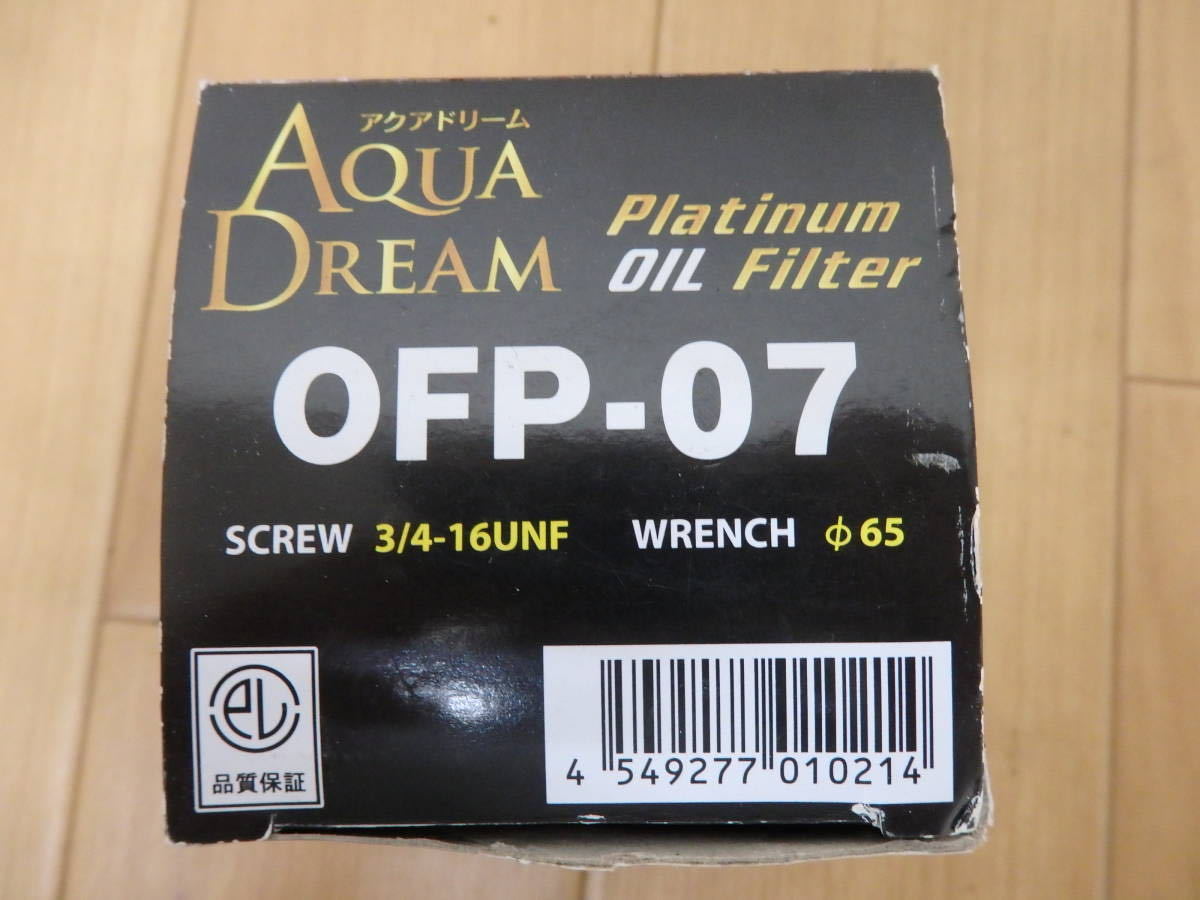 アクアドリーム
AQUA
DREAM
Platinum
OIL Filter
OFP-07
SCREW 3/4-16UNF WRENCH φ65
PL
品質保証
4 549277 010214